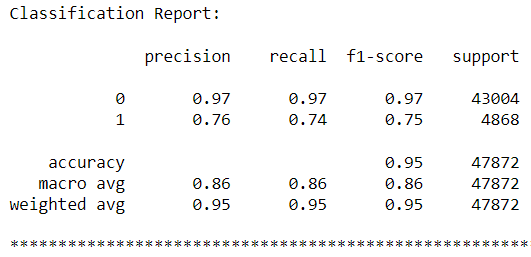 Classification Report:
precision recall f1-score support
0 0.97 0.97 0.97 43004
1 0.76 0.74 0.75 4868
accuracy 0.95 47872
macro avg 0.86 0.86 0.86 47872
weighted avg 0.95 0.95 0.95 47872
******************************************************